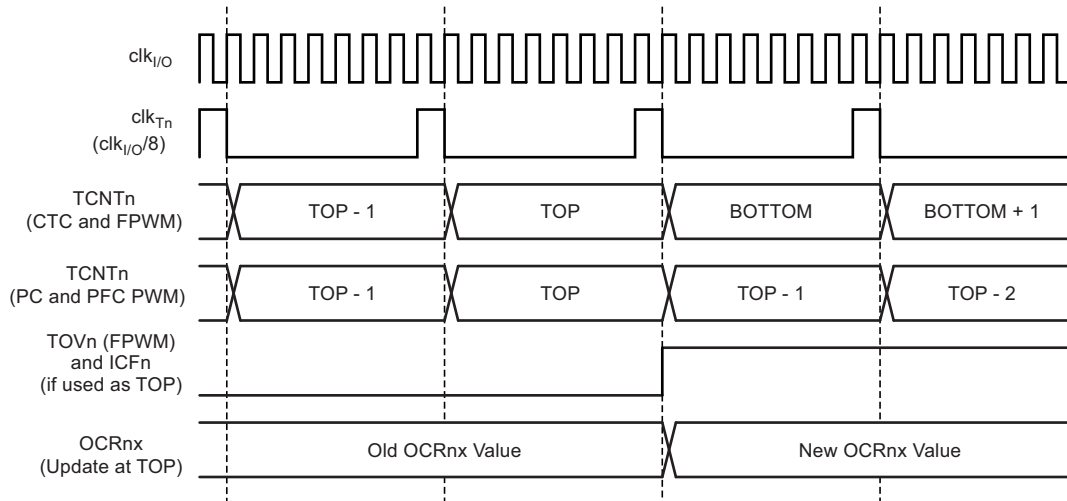 clkI/O
clkTn
(clkI/O/8)
TCNTn
(CTC and FPWM)
TOP - 1
TOP
BOTTOM
BOTTOM + 1
TCNTn
(PC and PFC PWM)
TOP - 1
TOP
TOP - 1
TOP - 2
TOVn (FPWM)
and ICFn
(if used as TOP)
OCRnx
(Update at TOP)
Old OCRnx Value
New OCRnx Value